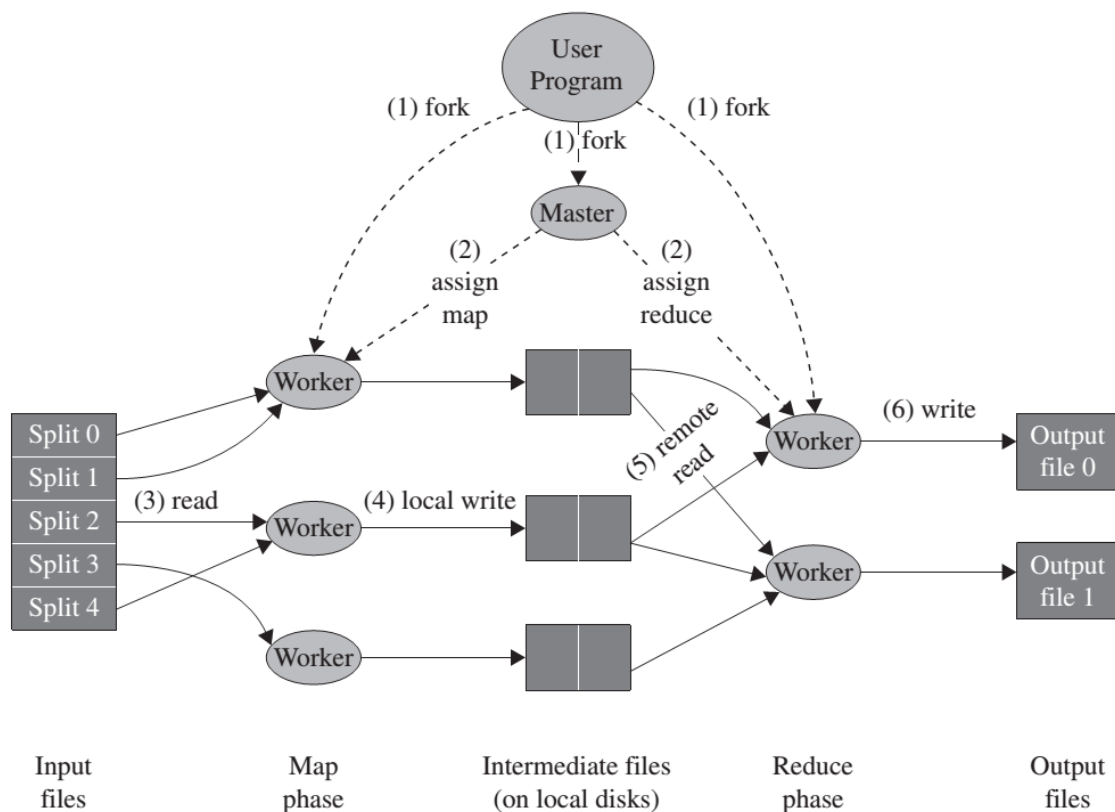 User
Program
(1) fork
(1) fork
(1) fork
Master
(2)
assign
map
(2)
assign
reduce
Worker
Split 0
Split 1
Split 2
Split 3
Split 4
(3) read
Worker
(4) local write
Worker
(5) remote
read
Worker
(6) write
Output
file 0
Worker
Output
file 1
Input
files
Map
phase
Intermediate files
(on local disks)
Reduce
phase
Output
files